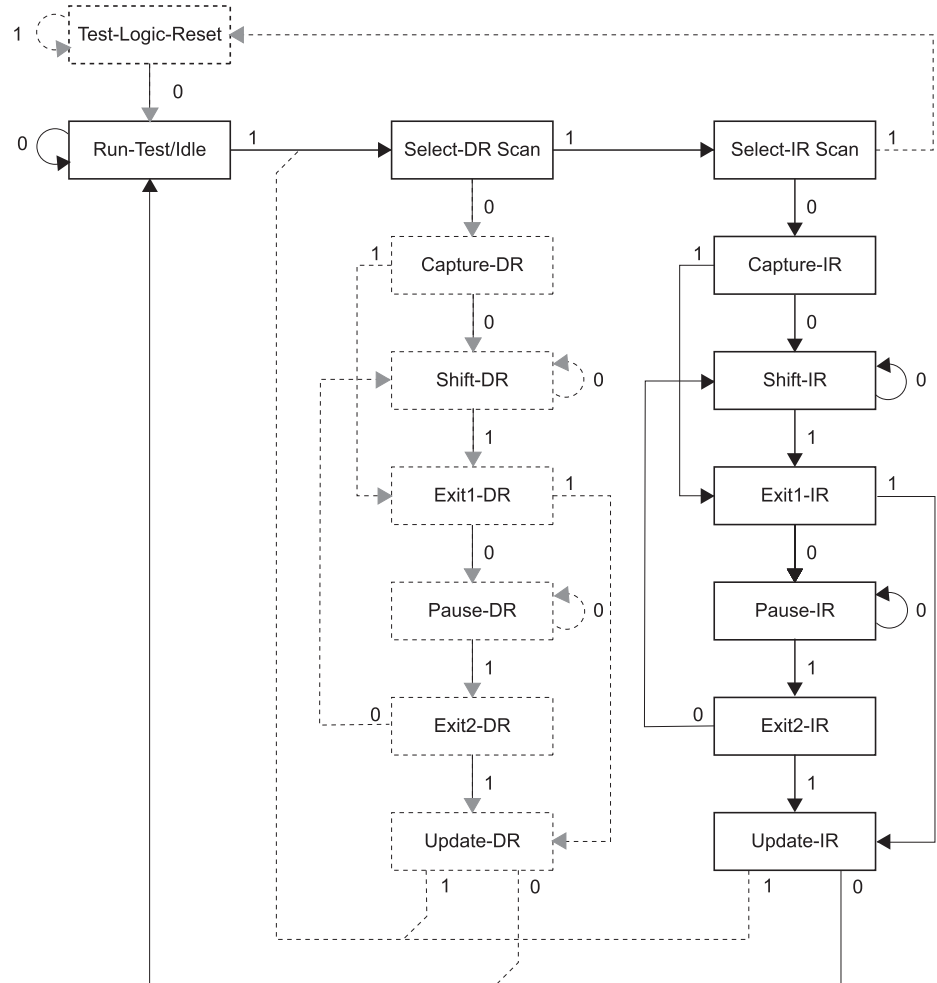 1 Test-Logic-Reset
0
0 Run-Test/Idle 1 Select-DR Scan 1 Select-IR Scan 1
0 0
1 Capture-DR 1 Capture-IR
0 0
Shift-DR 0 Shift-IR 0
1 1
Exit1-DR 1 Exit1-IR 1
0 0
Pause-DR 0 Pause-IR 0
1 1
0 Exit2-DR 0 Exit2-IR
1 1
Update-DR Update-IR
1 0 1 0